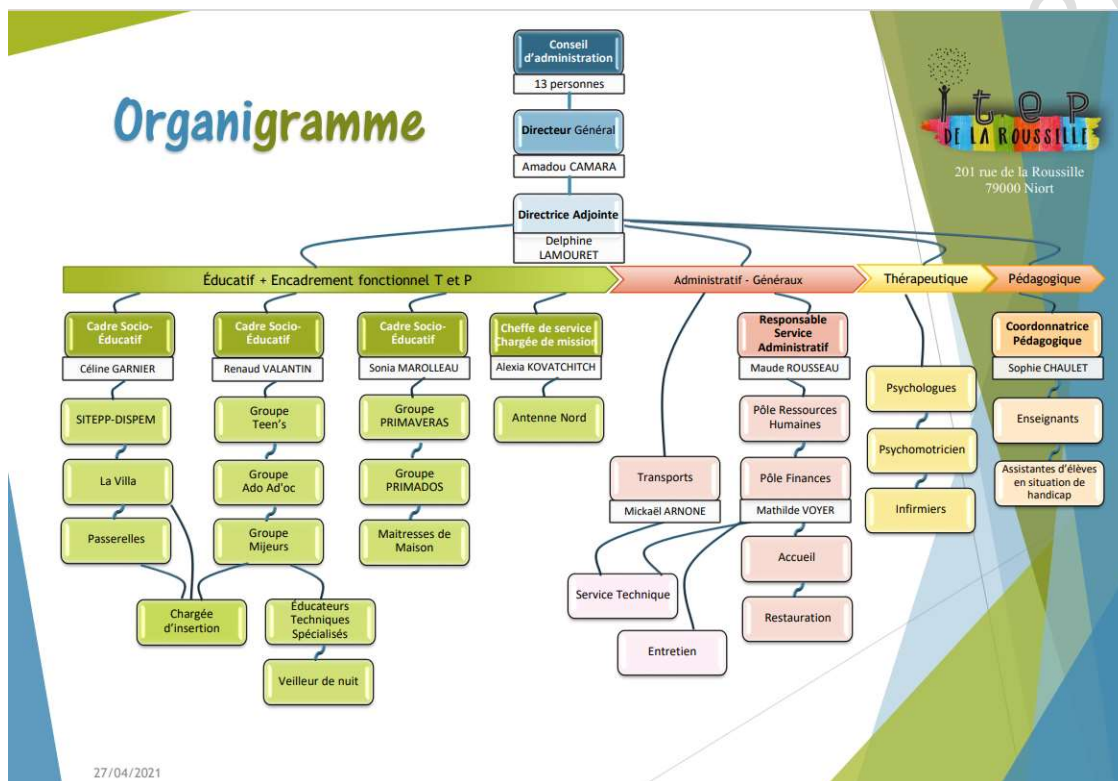 Organigramme
Conseil
d'administration
13 personnes
Directeur Général
Amadou CAMARA
Directrice Adjointe
Delphine
LAMOURET
Itep
DE LA ROUSSILLE
201 rue de la Roussille
79000 Niort
Éducatif + Encadrement fonctionnel T et P
Administratif - Généraux
Thérapeutique
Pédagogique
Cadre Socio-
Éducatif
Céline GARNIER
SITEPP-DISPEM
La Villa
Passerelles
Cadre Socio-
Éducatif
Renaud VALANTIN
Groupe
Teen's
Groupe
Ado Ad'oc
Groupe
Mijeurs
Chargée
d'insertion
Éducateurs
Techniques
Spécialisés
Veilleur de nuit
Cadre Socio-
Éducatif
Sonia MAROLLEAU
Groupe
PRIMAVERAS
Groupe
PRIMADOS
Maitresses de
Maison
Cheffe de service
Chargée de mission
Alexia KOVATCHITCH
Antenne Nord
Transports
Mickaël ARNONE
Service Technique
Entretien
Responsable
Service
Administratif
Maude ROUSSEAU
Pôle Ressources
Humaines
Pôle Finances
Mathilde VOYER
Accueil
Restauration
Psychologues
Psychomotricien
Infirmiers
Coordonnatrice
Pédagogique
Sophie CHAULET
Enseignants
Assistantes d'élèves
en situation de
handicap
27/04/2021